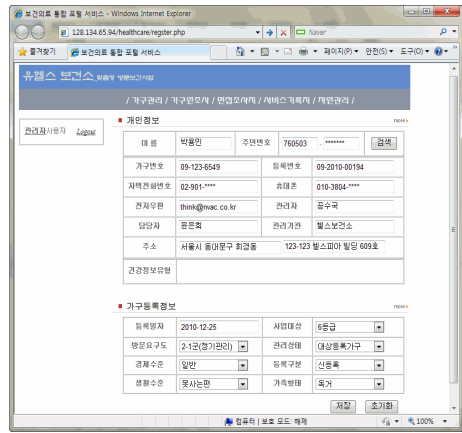 보건의료 통합 포털 서비스 - Windows Internet Explorer
128.134.65.94/healthcare/regster.php
Naver
즐겨찾기 보건의료 통합 포털 서비스 페이지(P) 안전(S) 도구(O)
유헬스 보건소
/ 가구관리 / 가구원조사 / 면접조사지 / 서비스기록지 / 자원관리 /
관리자사용자 Logout
개인정보 more
이 름 박용민 주민번호 760503 - ******* 검색
가구번호 09-123-6549 등록번호 09-2010-00194
자택전화번호 02-901-**** 휴대폰 010-3804-****
전자우편 think@nvac.co.kr 관리자 꿈수국
담당자 윤은희 관리기관 헬스보건소
주소 서울시 동대문구 휘경동 123-123 헬스피아 빌딩 609호
건강정보유형
가구등록정보 more
등록일자 2010-12-25 사업대상 6등급
방문요구도 2-1군(정기관리) 관리상태 대상등록가구
경제수준 일반 등록구분 신등록
생활수준 못사는편 가족형태 독거
저장 초기화
컴퓨터 | 보호 모드: 해제 100%